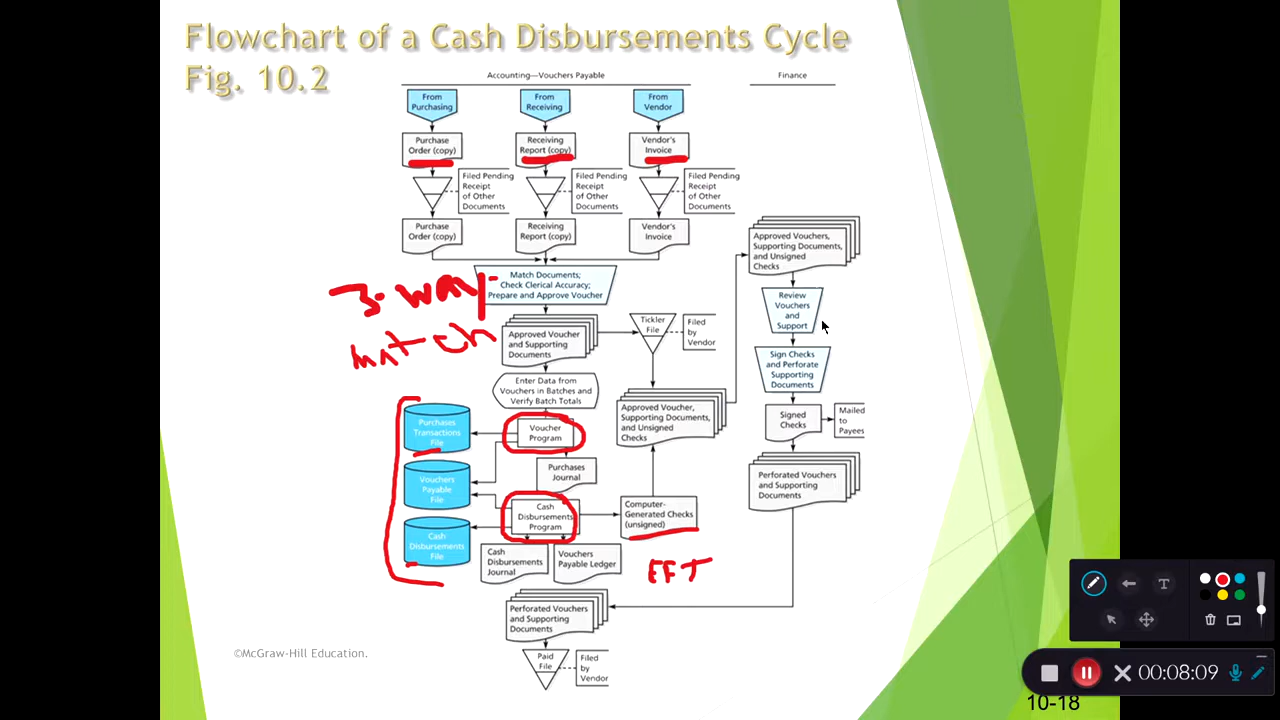 Flowchart of a Cash Disbursements Cycle
Fig. 10.2
Accounting—Vouchers Payable
Finance
From
Purchasing
From
Receiving
From
Vendor
Purchase
Order (copy)
Receiving
Report (copy)
Vendor's
Invoice
Filed Pending
Receipt
of Other
Documents
Filed Pending
Receipt
of Other
Documents
Filed Pending
Receipt
of Other
Documents
Purchase
Order (copy)
Receiving
Report (copy)
Vendor's
Invoice
Match Documents;
Check Clerical Accuracy;
Prepare and Approve Voucher
3-way
match
Approved Voucher
and Supporting
Documents
Tickler
File
Filed
by
Vendor
Enter Data from
Vouchers in Batches and
Verify Batch Totals
Voucher
Program
Purchases
Transactions
File
Purchases
Journal
Vouchers
Payable
File
Cash
Disbursements
Program
Cash
Disbursements
File
Cash
Disbursements
Journal
Vouchers
Payable Ledger
Computer-
Generated Checks
(unsigned)
EFT
Approved Voucher,
Supporting Documents,
and Unsigned
Checks
Approved Vouchers,
Supporting Documents,
and Unsigned
Checks
Review
Vouchers
and
Support
Sign Checks
and Perforate
Supporting
Documents
Signed
Checks
Mailed
to
Payees
Perforated Vouchers
and Supporting
Documents
Perforated Vouchers
and Supporting
Documents
Paid
File
Filed
by
Vendor
©McGraw-Hill Education.
10-18
T
00:08:09